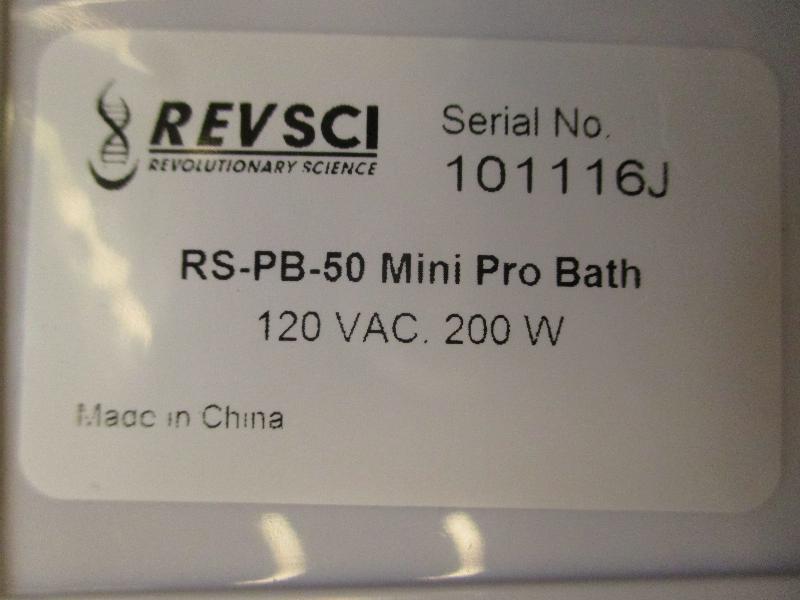 REVSCI
REVOLUTIONARY SCIENCE
Serial No.
101116J
RS-PB-50 Mini Pro Bath
120 VAC. 200 W
Made in China